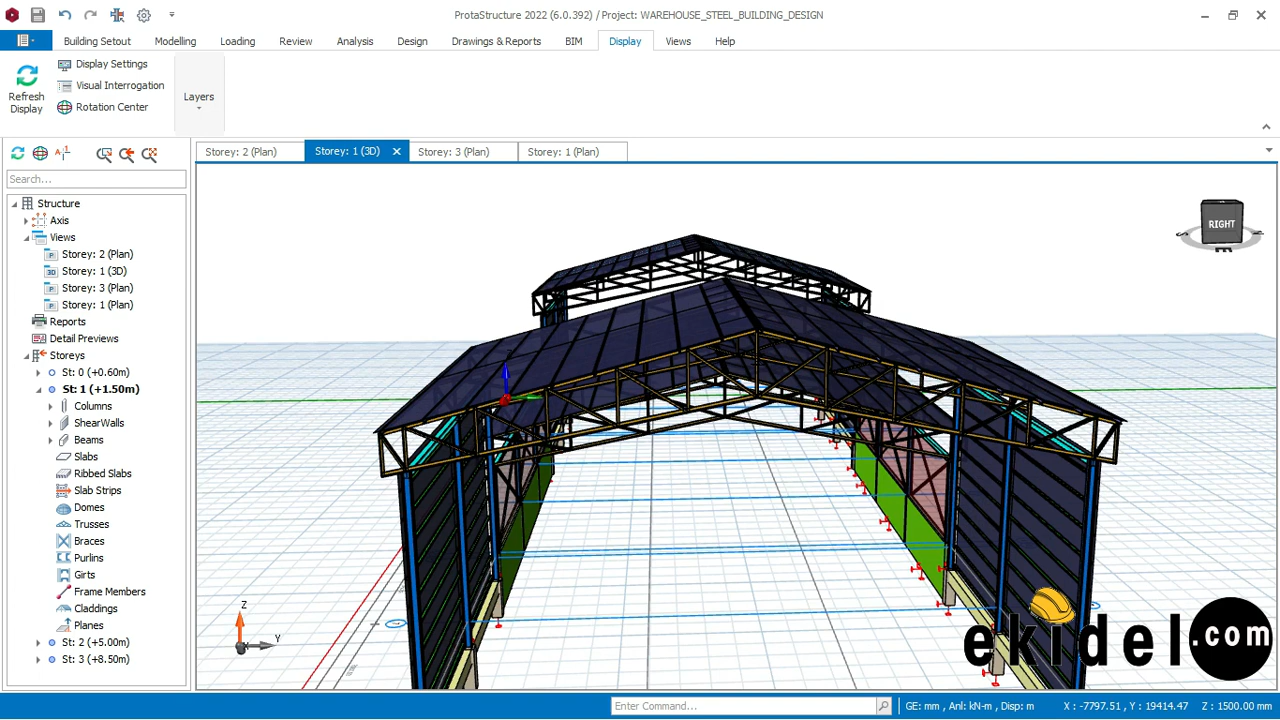 ProtaStructure 2022 (6.0.392) / Project: WAREHOUSE_STEEL_BUILDING_DESIGN
Building Setout Modelling Loading Review Analysis Design Drawings & Reports BIM Display Views Help
Refresh Display
Display Settings
Visual Interrogation
Rotation Center
Layers
Storey: 2 (Plan) Storey: 1 (3D) Storey: 3 (Plan) Storey: 1 (Plan)
Search...
Structure
Axis
Views
Storey: 2 (Plan)
Storey: 1 (3D)
Storey: 3 (Plan)
Storey: 1 (Plan)
Reports
Detail Previews
Storeys
St: 0 (+0.60m)
St: 1 (+1.50m)
Columns
ShearWalls
Beams
Slabs
Ribbed Slabs
Slab Strips
Domes
Trusses
Braces
Purlins
Girts
Frame Members
Claddings
Planes
St: 2 (+5.00m)
St: 3 (+8.50m)
RIGHT
Z
Y
ekidel.com
Enter Command...
GE: mm , Anl: kN-m , Disp: m
X : -7797.51 , Y : 19414.47
Z : 1500.00 mm